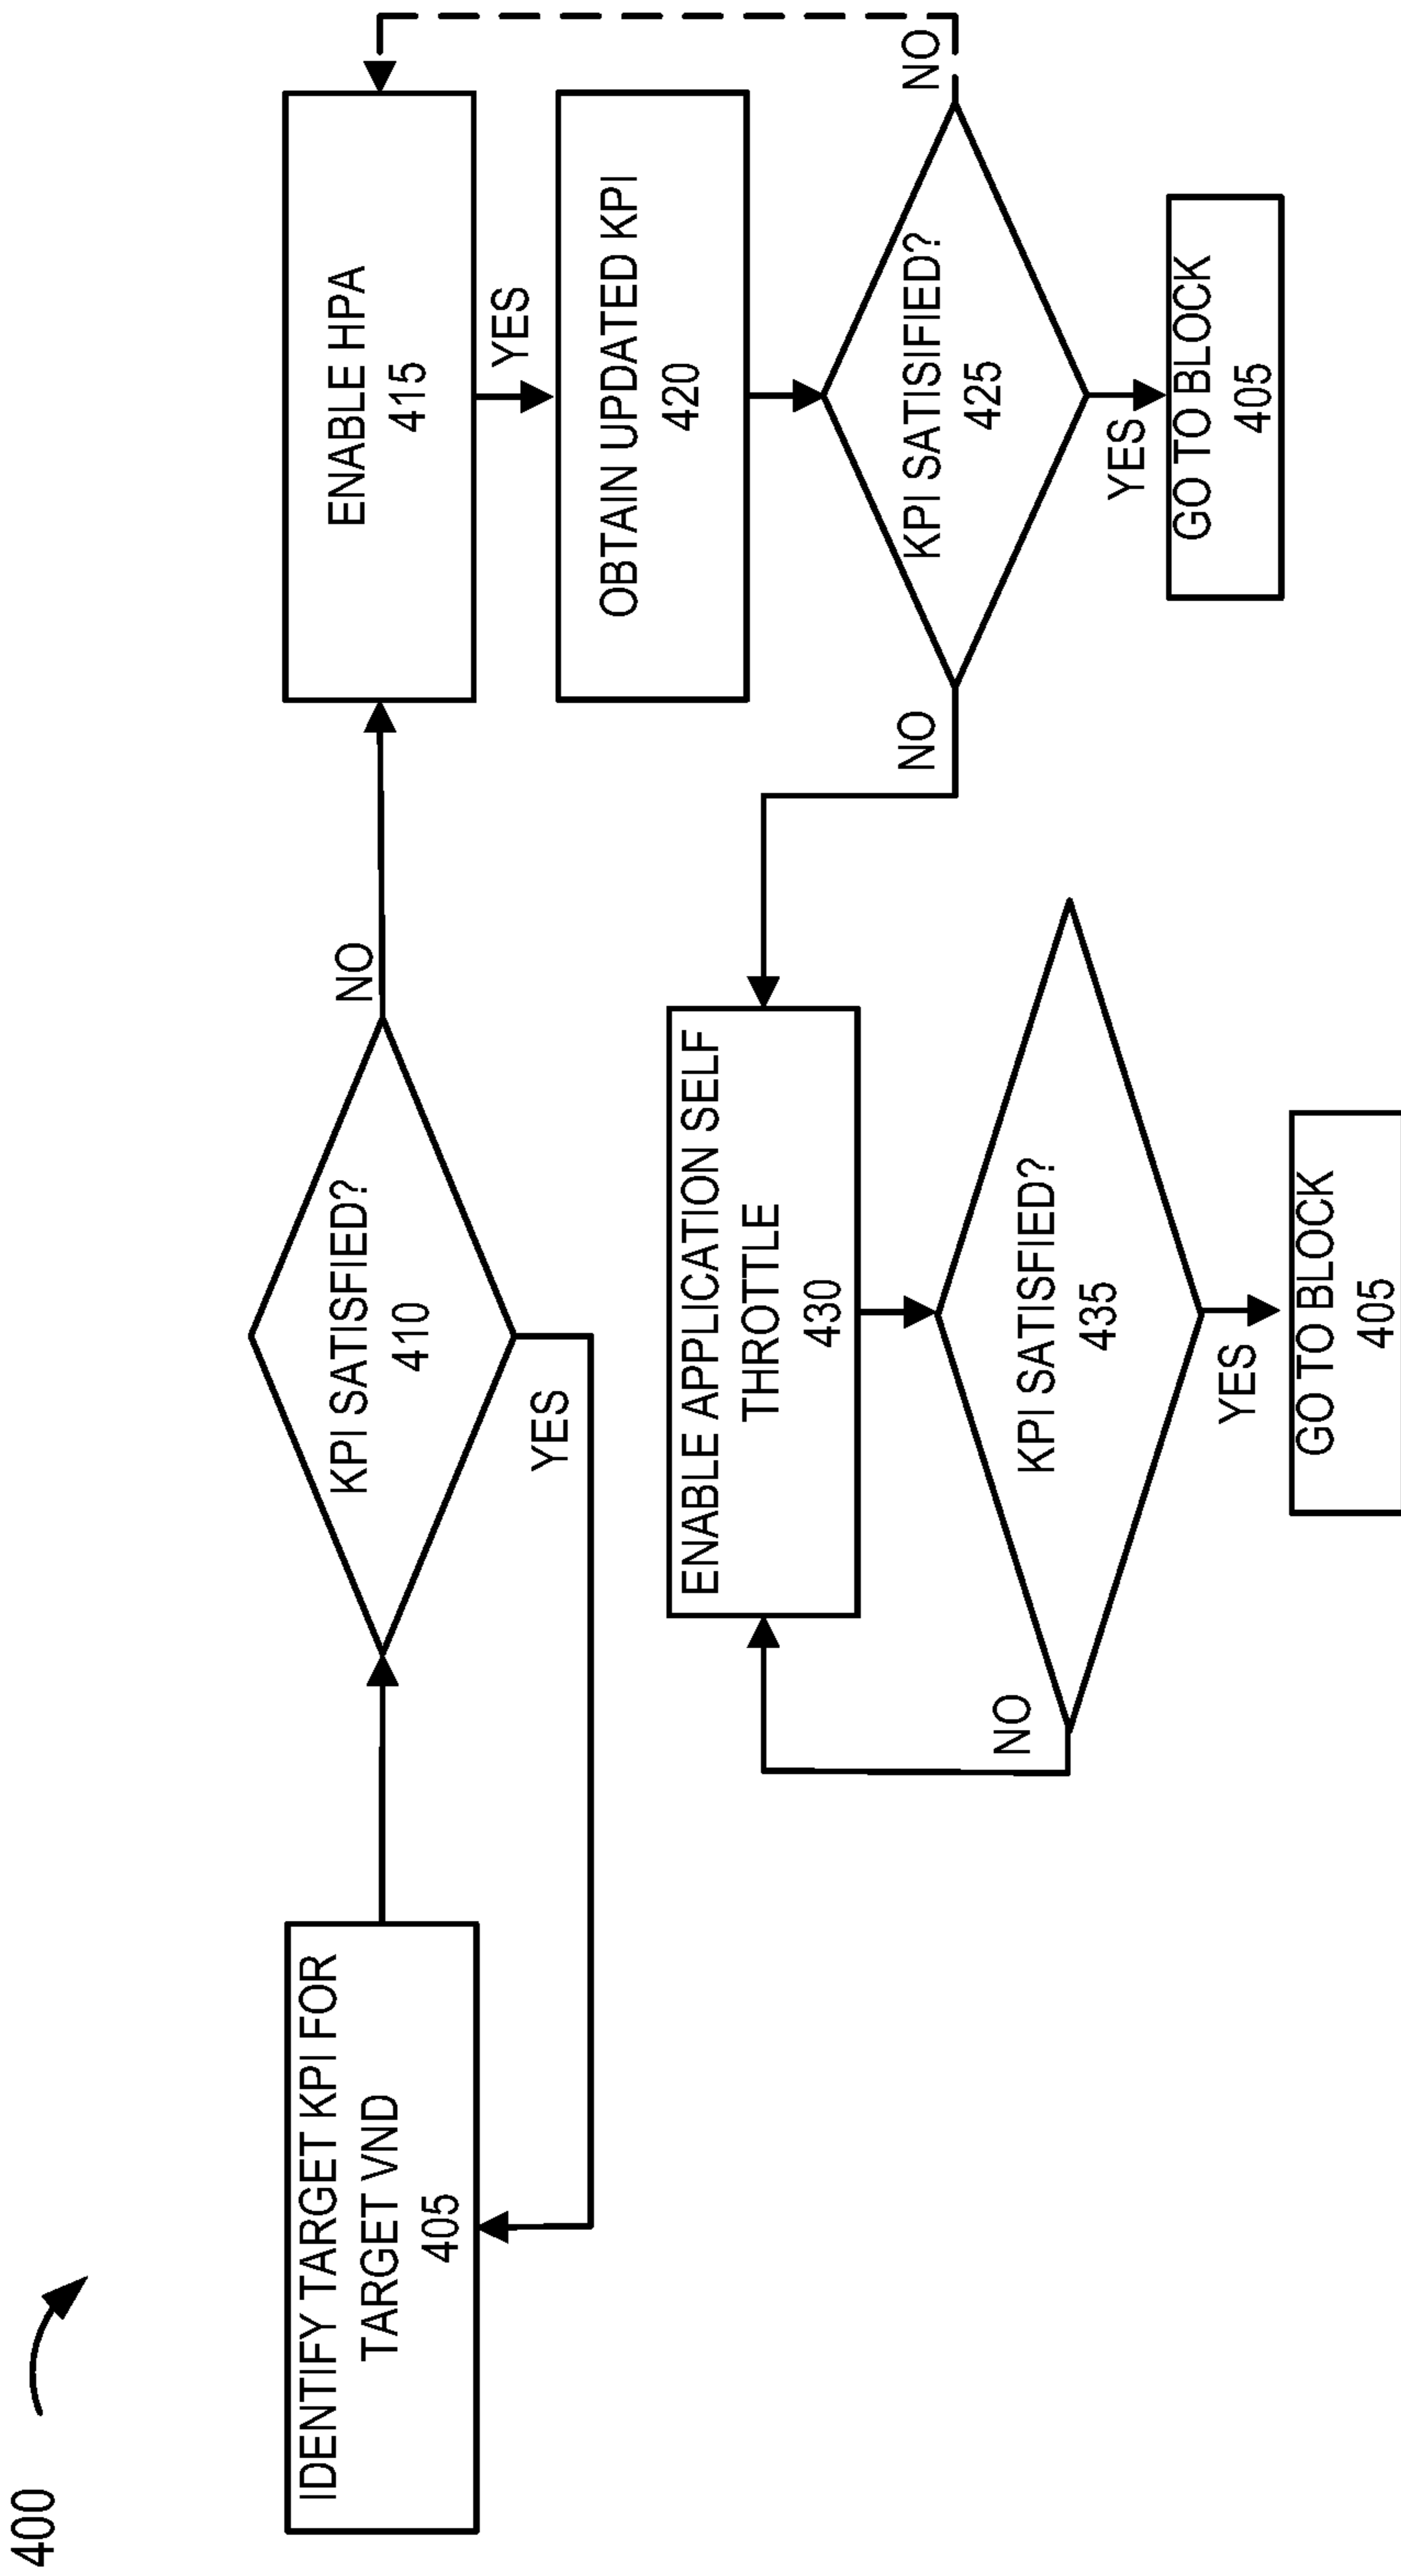 400
IDENTIFY TARGET KPI FOR
TARGET VND
405
KPI SATISFIED?
410
YES
NO
ENABLE HPA
415
YES
OBTAIN UPDATED KPI
420
KPI SATISIFIED?
425
NO
NO
YES
GO TO BLOCK
405
ENABLE APPLICATION SELF
THROTTLE
430
KPI SATISIFIED?
435
NO
YES
GO TO BLOCK
405